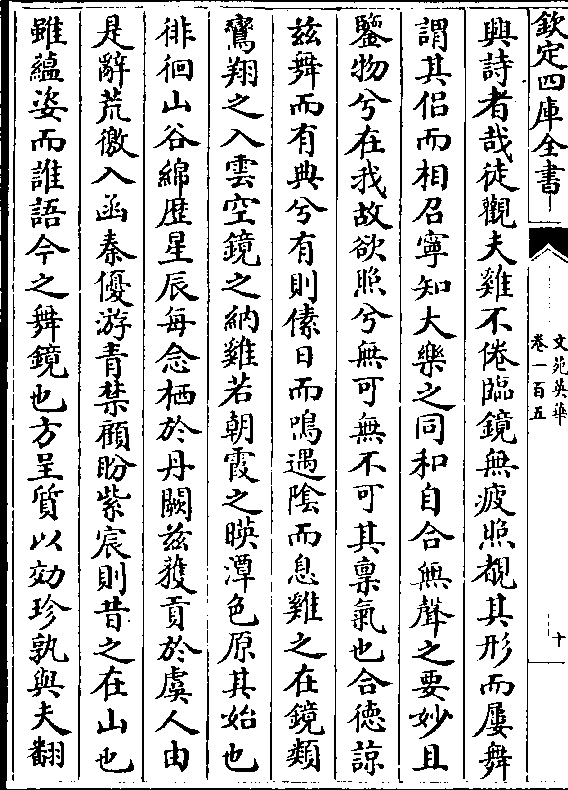 欽定四庫全書
文苑英華
卷一百五
十
興詩者哉徒觀夫雞不倦臨鏡無疲照覩其形而屢舞
謂其侣而相召寧知大樂之同和自合無聲之要妙且
鑒物兮在我故欲照兮無可無不可其禀氣也合徳諒
兹舞而有典兮有則傃日而鳴遇陰而息雞之在鏡類
鸞翔之入雲空鏡之納雞若朝霞之暎潭色原其始也
徘徊山谷綿歴星辰每念栖於丹闕兹獲貢於虞人由
是辭荒徼入函秦優游青禁顧盼紫宸則昔之在山也
雖藴姿而誰語今之舞鏡也方呈質以効珍孰與夫翻